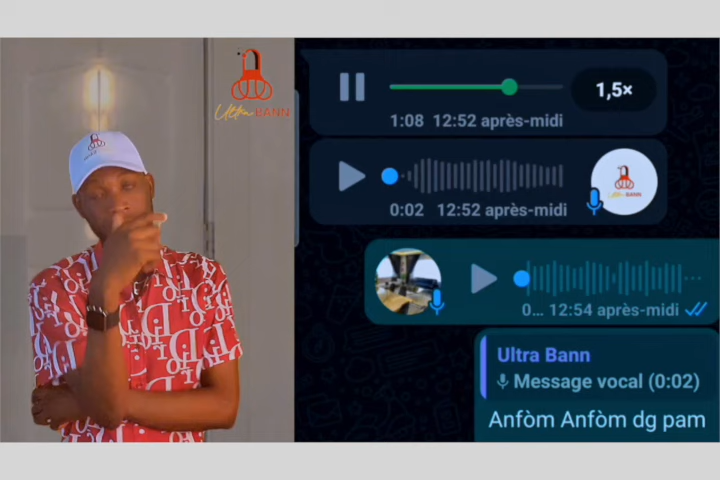 Ultra BANN
1,5×
1:08 12:52 après-midi
0:02 12:52 après-midi
0... 12:54 après-midi
Ultra Bann
Message vocal (0:02)
Anfòm Anfòm dg pam